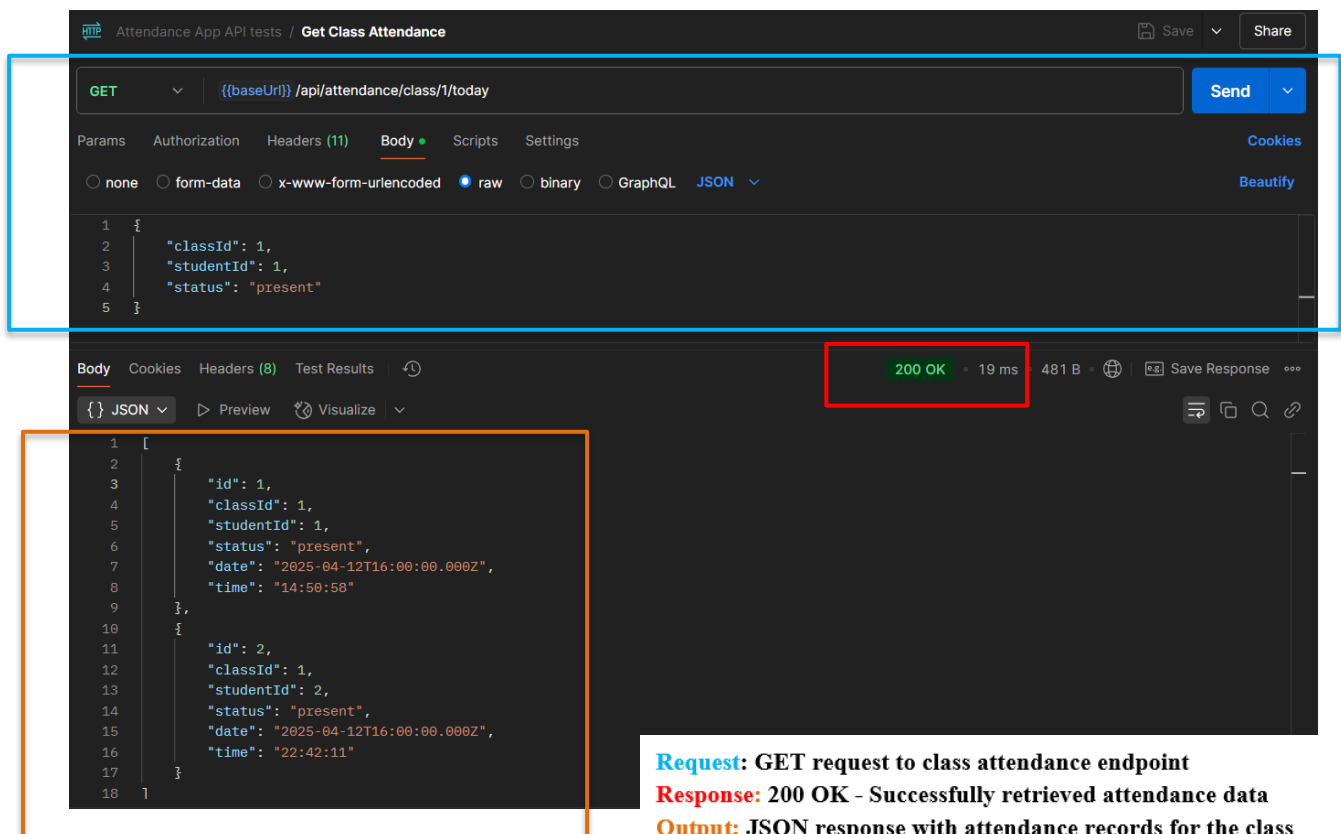 HTTP Attendance App API tests / Get Class Attendance Save Share
GET {{baseUrl}} /api/attendance/class/1/today Send
Params Authorization Headers (11) Body Scripts Settings Cookies
none form-data x-www-form-urlencoded raw binary GraphQL JSON Beautify
1 {
2 "classId": 1,
3 "studentId": 1,
4 "status": "present"
5 }
Body Cookies Headers (8) Test Results 200 OK • 19 ms • 481 B • e.g. Save Response
{} JSON Preview Visualize
1 [
2 {
3 "id": 1,
4 "classId": 1,
5 "studentId": 1,
6 "status": "present",
7 "date": "2025-04-12T16:00:00.000Z",
8 "time": "14:50:58"
9 },
10 {
11 "id": 2,
12 "classId": 1,
13 "studentId": 2,
14 "status": "present",
15 "date": "2025-04-12T16:00:00.000Z",
16 "time": "22:42:11"
17 }
18 ]
Request: GET request to class attendance endpoint
Response: 200 OK - Successfully retrieved attendance data
Output: JSON response with attendance records for the class